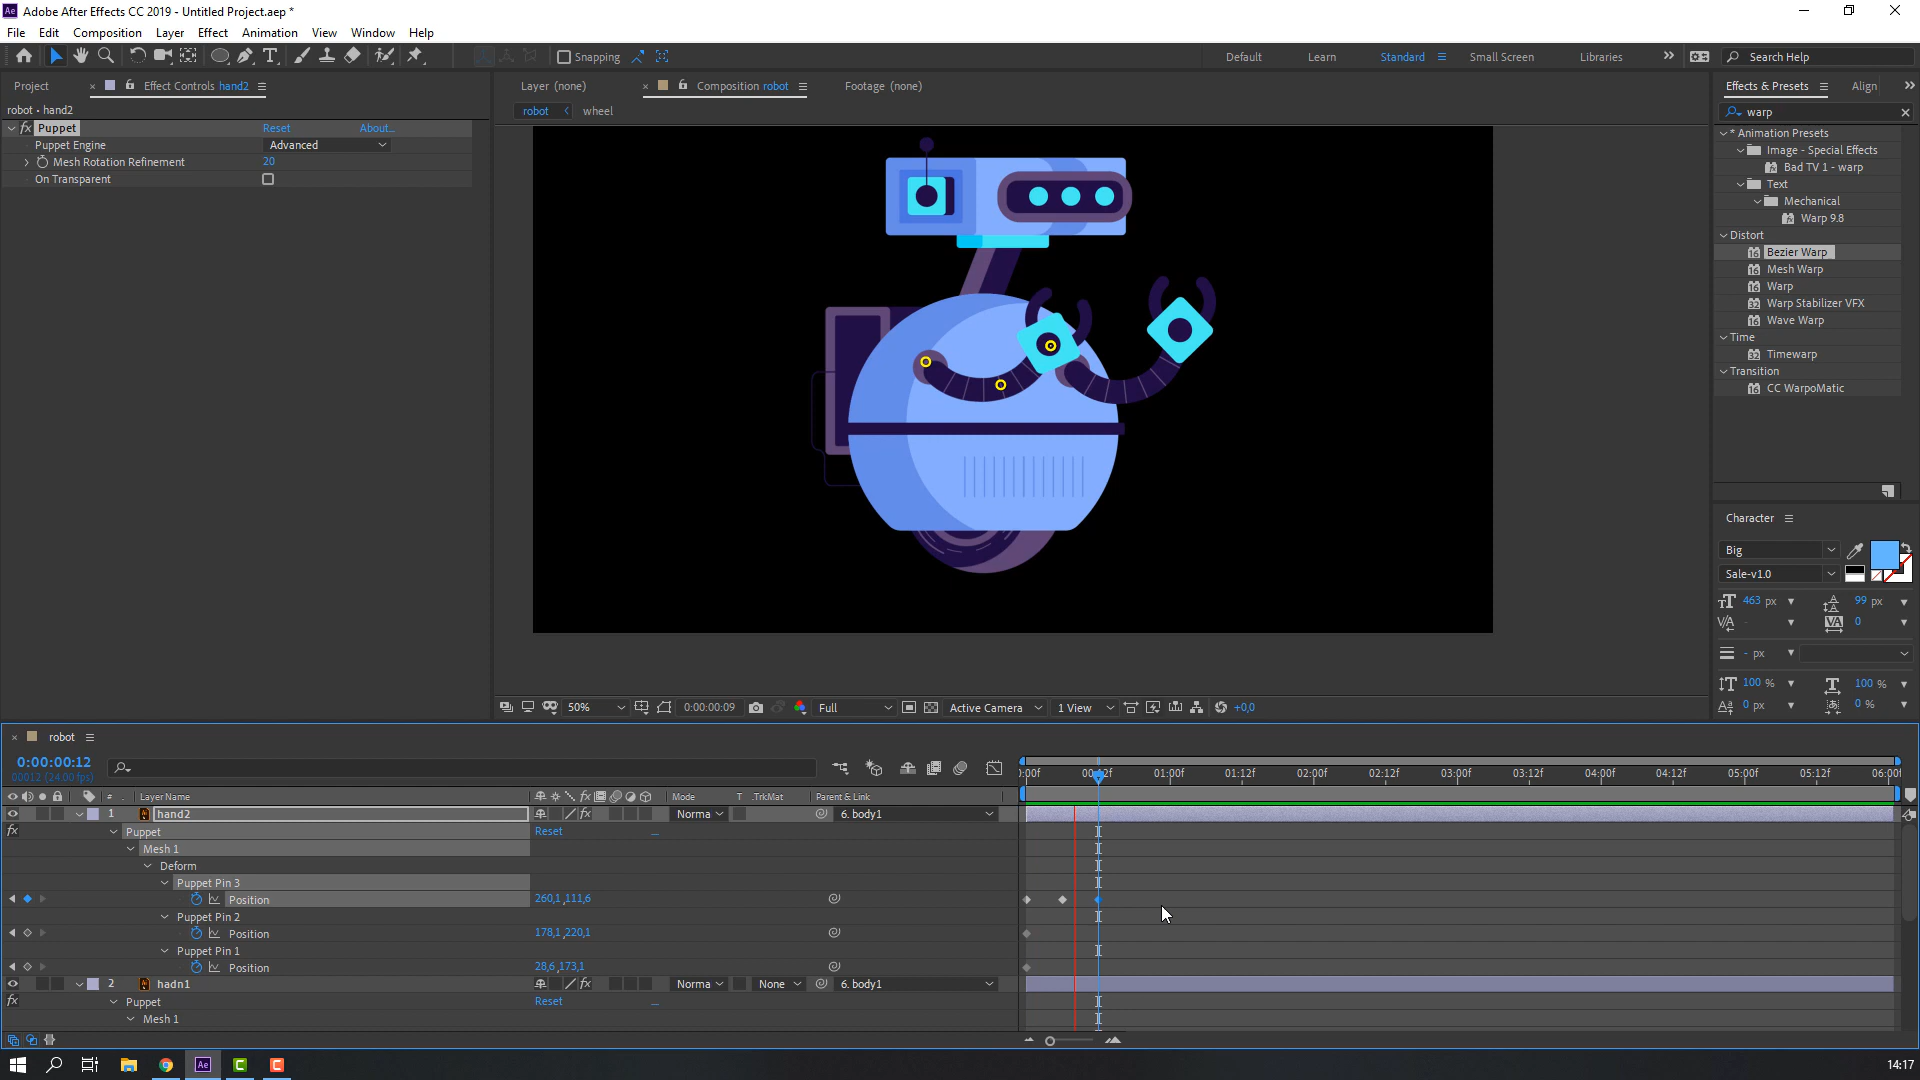 Ae Adobe After Effects CC 2019 - Untitled Project.aep *
File Edit Composition Layer Effect Animation View Window Help
Snapping Default Learn Standard Small Screen Libraries Search Help
Project Effect Controls hand2 Layer (none) Composition robot Footage (none) Effects & Presets Align
robot • hand2
robot wheel
warp
fx Puppet Reset About...
Puppet Engine Advanced
Mesh Rotation Refinement 20
On Transparent
* Animation Presets
Image - Special Effects
Bad TV 1 - warp
Text
Mechanical
Warp 9.8
Distort
Bezier Warp
Mesh Warp
Warp
Warp Stabilizer VFX
Wave Warp
Time
Timewarp
Transition
CC WarpoMatic
Character
Big
Sale-v1.0
463 px 99 px
- 0
- px
100 % 100 %
0 px 0 %
50% 0:00:00:09 Full Active Camera 1 View +0,0
robot
0:00:00:12
00012 (24.00 fps)
:00f 00:12f 01:00f 01:12f 02:00f 02:12f 03:00f 03:12f 04:00f 04:12f 05:00f 05:12f 06:00f
# Layer Name Mode T .TrkMat Parent & Link
1 hand2 Norma 6. body1
fx Puppet Reset
Mesh 1
Deform
Puppet Pin 3
Position 260,1 ,111,6
Puppet Pin 2
Position 178,1 ,220,1
Puppet Pin 1
Position 28,6 ,173,1
2 hadn1 Norma None 6. body1
fx Puppet Reset
Mesh 1
14:17